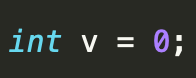 int v = 0;